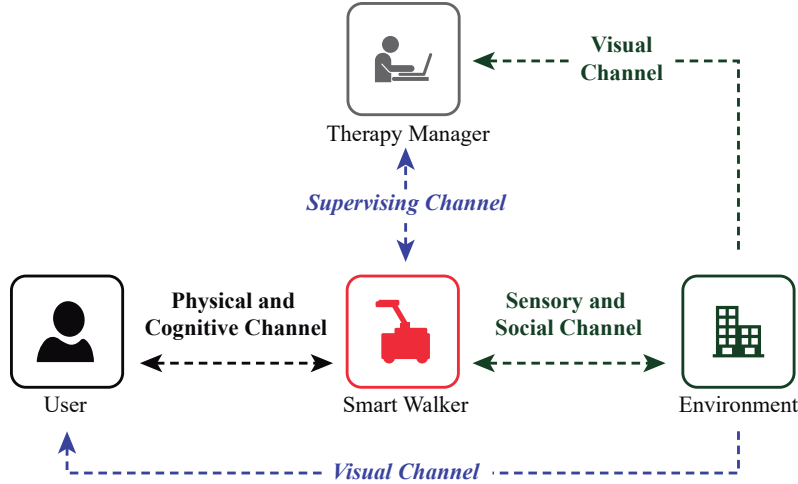 Visual
Channel
Therapy Manager
Supervising Channel
Physical and
Cognitive Channel
Sensory and
Social Channel
User
Smart Walker
Environment
Visual Channel